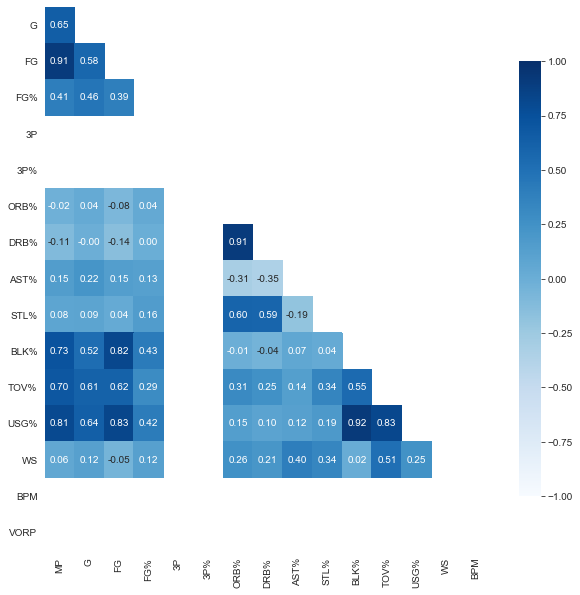 G 0.65
FG 0.91 0.58
FG% 0.41 0.46 0.39
3P
3P%
ORB% -0.02 0.04 -0.08 0.04
DRB% -0.11 -0.00 -0.14 0.00 0.91
AST% 0.15 0.22 0.15 0.13 -0.31 -0.35
STL% 0.08 0.09 0.04 0.16 0.60 0.59 -0.19
BLK% 0.73 0.52 0.82 0.43 -0.01 -0.04 0.07 0.04
TOV% 0.70 0.61 0.62 0.29 0.31 0.25 0.14 0.34 0.55
USG% 0.81 0.64 0.83 0.42 0.15 0.10 0.12 0.19 0.92 0.83
WS 0.06 0.12 -0.05 0.12 0.26 0.21 0.40 0.34 0.02 0.51 0.25
BPM
VORP
MP G FG FG% 3P 3P% ORB% DRB% AST% STL% BLK% TOV% USG% WS BPM
1.00
0.75
0.50
0.25
0.00
-0.25
-0.50
-0.75
-1.00